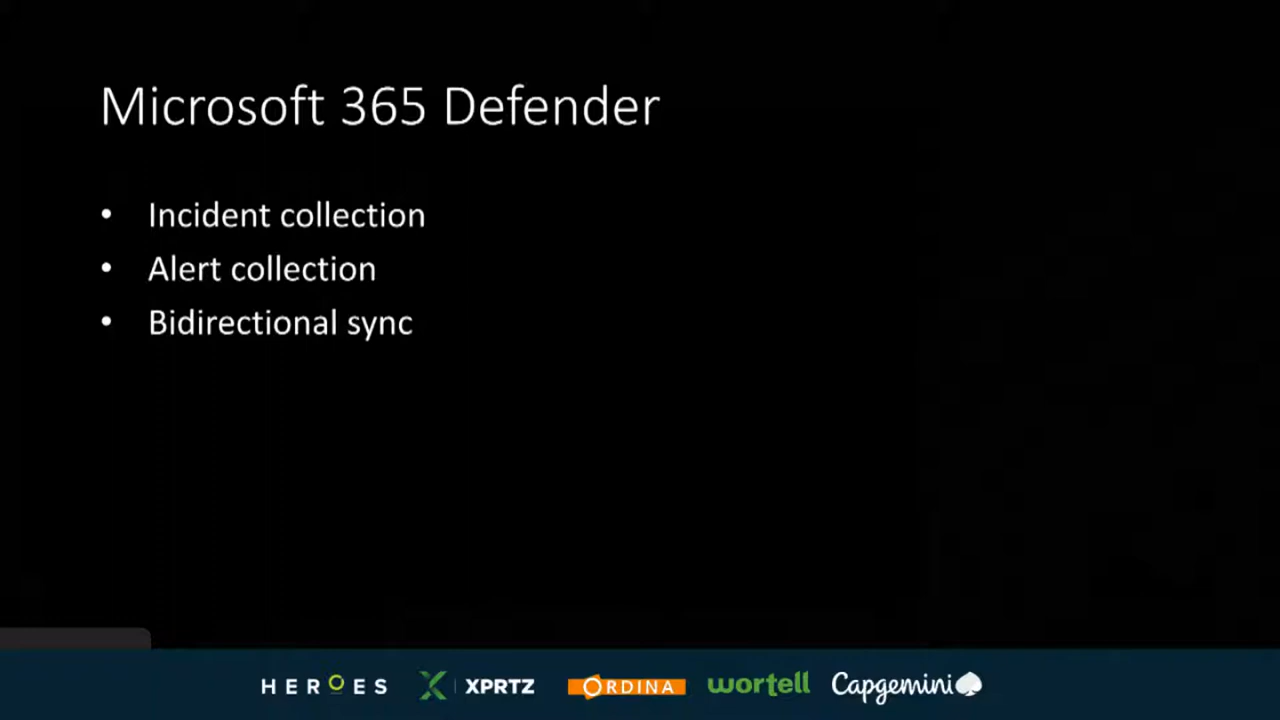 Microsoft 365 Defender
• Incident collection
• Alert collection
• Bidirectional sync
HEROES XPRTZ ORDINA wortell Capgemini